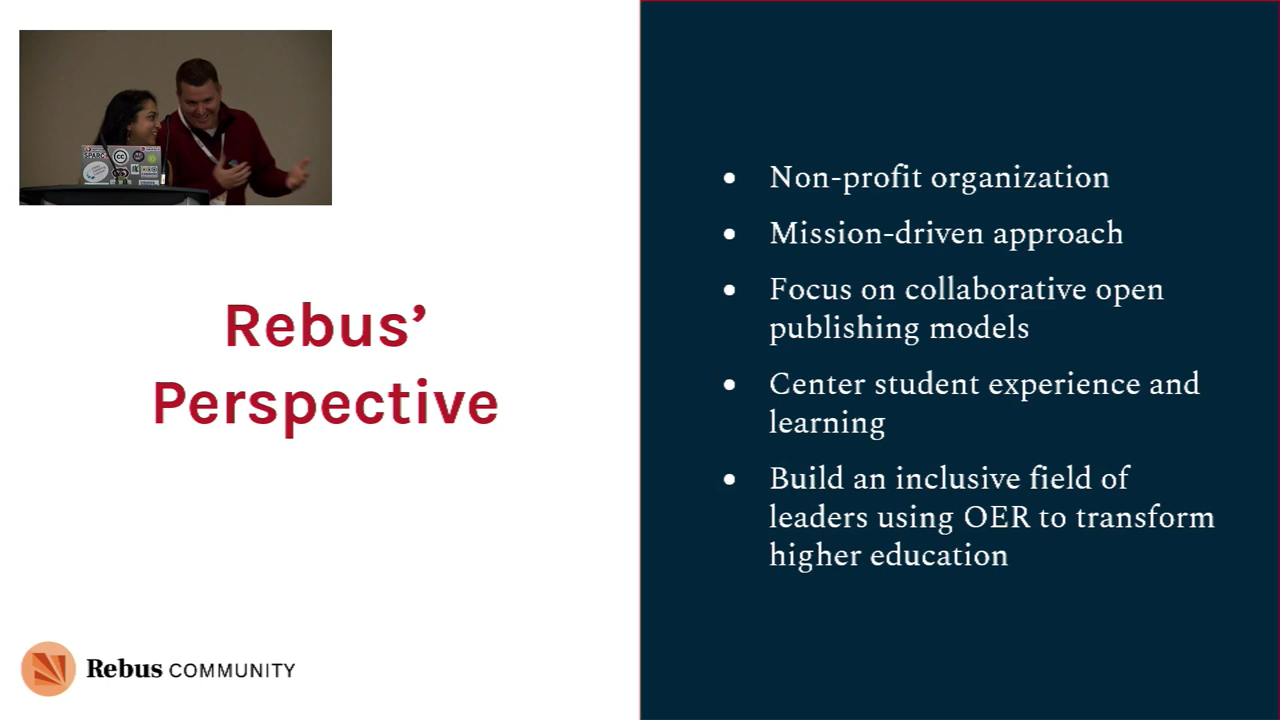 SPARC
Rebus’
Perspective
Non-profit organization
Mission-driven approach
Focus on collaborative open
publishing models
Center student experience and
learning
Build an inclusive field of
leaders using OER to transform
higher education
Rebus COMMUNITY